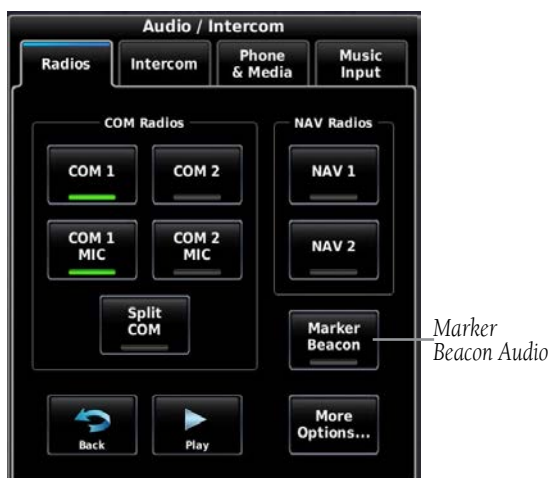 Audio / Intercom
Radios
Intercom
Phone
& Media
Music
Input
COM Radios
NAV Radios
COM 1
COM 2
NAV 1
COM 1
MIC
COM 2
MIC
NAV 2
Split
COM
Marker
Beacon
Marker
Beacon Audio
Back
Play
More
Options...